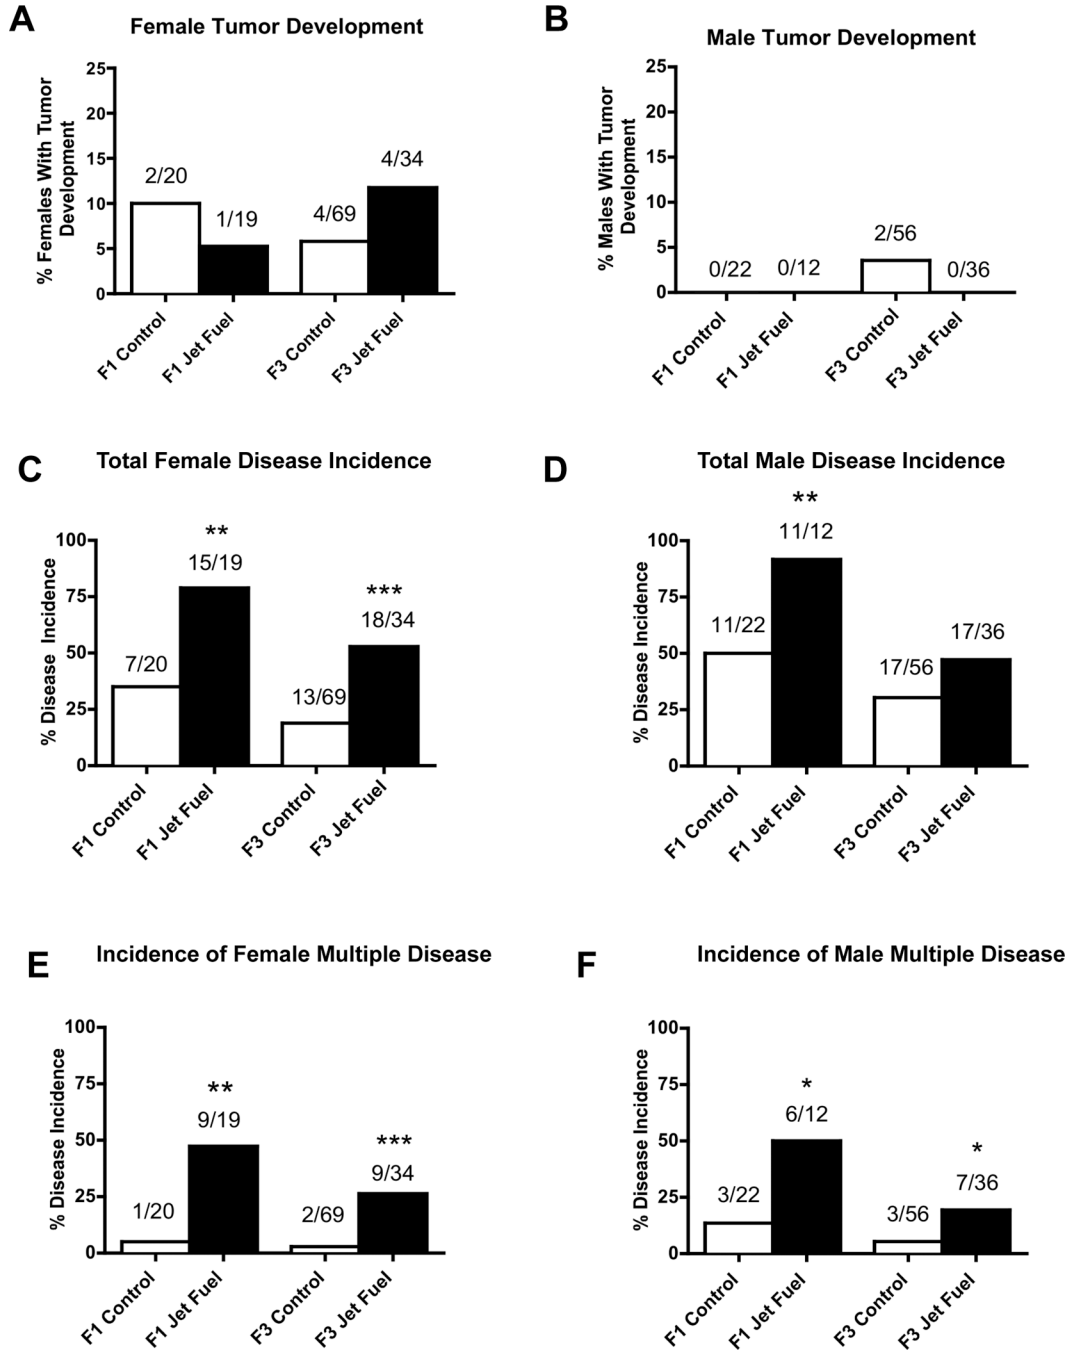 A
Female Tumor Development
% Females With Tumor
Development
25
20
15
10
5
0
2/20
1/19
4/69
4/34
F1 Control
F1 Jet Fuel
F3 Control
F3 Jet Fuel
B
Male Tumor Development
% Males With Tumor
Development
25
20
15
10
5
0
0/22
0/12
2/56
0/36
F1 Control
F1 Jet Fuel
F3 Control
F3 Jet Fuel
C
Total Female Disease Incidence
% Disease Incidence
100
75
50
25
0
7/20
**
15/19
13/69
***
18/34
F1 Control
F1 Jet Fuel
F3 Control
F3 Jet Fuel
D
Total Male Disease Incidence
% Disease Incidence
100
75
50
25
0
11/22
**
11/12
17/56
17/36
F1 Control
F1 Jet Fuel
F3 Control
F3 Jet Fuel
E
Incidence of Female Multiple Disease
% Disease Incidence
100
75
50
25
0
1/20
**
9/19
2/69
***
9/34
F1 Control
F1 Jet Fuel
F3 Control
F3 Jet Fuel
F
Incidence of Male Multiple Disease
% Disease Incidence
100
75
50
25
0
3/22
*
6/12
3/56
*
7/36
F1 Control
F1 Jet Fuel
F3 Control
F3 Jet Fuel